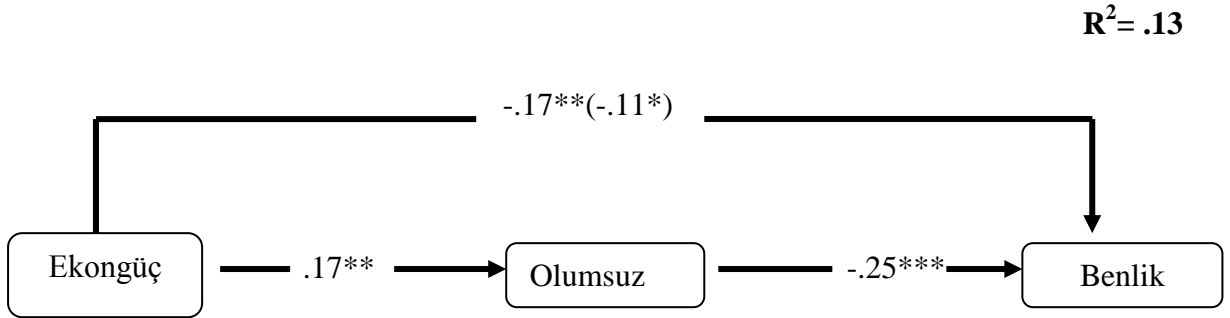 R²= .13
-.17**(-.11*)
Ekongüç
.17**
Olumsuz
-.25***
Benlik